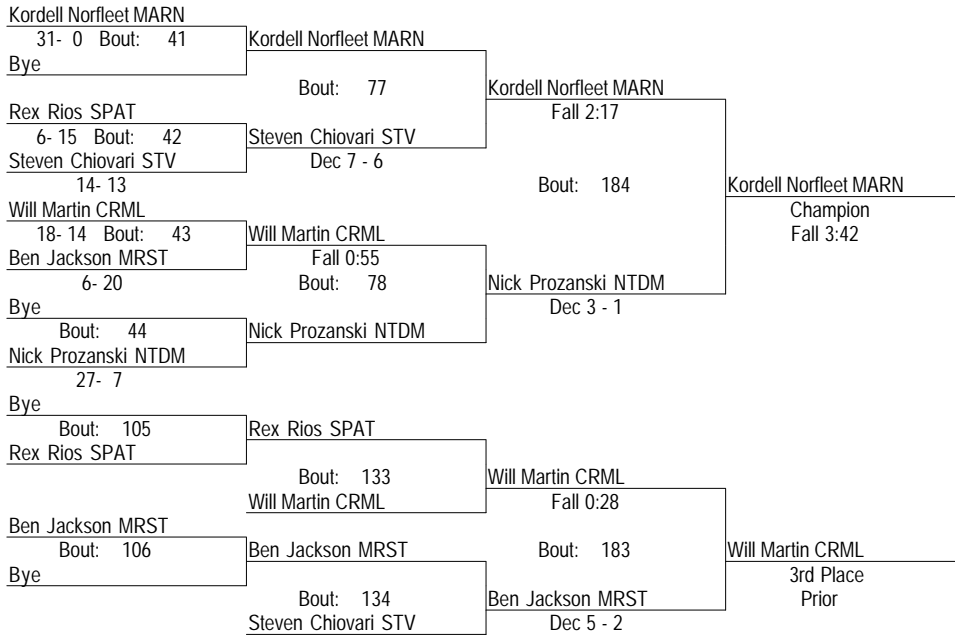 Kordell Norfleet MARN
31- 0 Bout: 41
Bye
Kordell Norfleet MARN
Bout: 77
Rex Rios SPAT
6- 15 Bout: 42
Steven Chiovari STV
14- 13
Steven Chiovari STV
Dec 7 - 6
Kordell Norfleet MARN
Fall 2:17
Bout: 184
Will Martin CRML
18- 14 Bout: 43
Ben Jackson MRST
6- 20
Will Martin CRML
Fall 0:55
Bout: 78
Bye
Bout: 44
Nick Prozanski NTDM
27- 7
Nick Prozanski NTDM
Nick Prozanski NTDM
Dec 3 - 1
Kordell Norfleet MARN
Champion
Fall 3:42
Bye
Bout: 105
Rex Rios SPAT
Rex Rios SPAT
Bout: 133
Will Martin CRML
Will Martin CRML
Fall 0:28
Bout: 183
Ben Jackson MRST
Bout: 106
Bye
Ben Jackson MRST
Bout: 134
Steven Chiovari STV
Ben Jackson MRST
Dec 5 - 2
Will Martin CRML
3rd Place
Prior